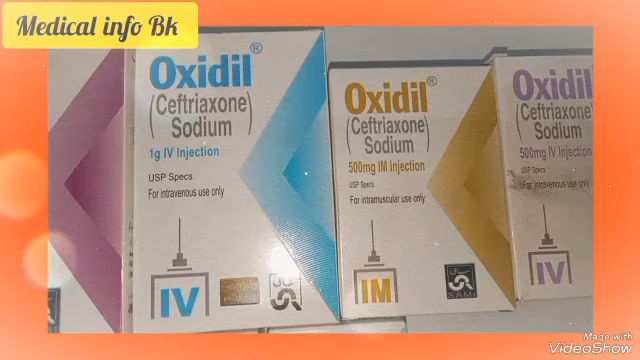 Medical info Bk
Oxidil®
(Ceftriaxone)
Sodium
1g IV Injection
USP Specs.
For intravenous use only
IV
Oxidil®
(Ceftriaxone)
Sodium
500mg IM Injection
USP Specs.
For intramuscular use only
IM
سامی
SAMI
Oxidil
(Ceftriaxone
Sodium
500mg IV Injection
USP Specs.
For intravenous use only
IV
Made with
VideoShow